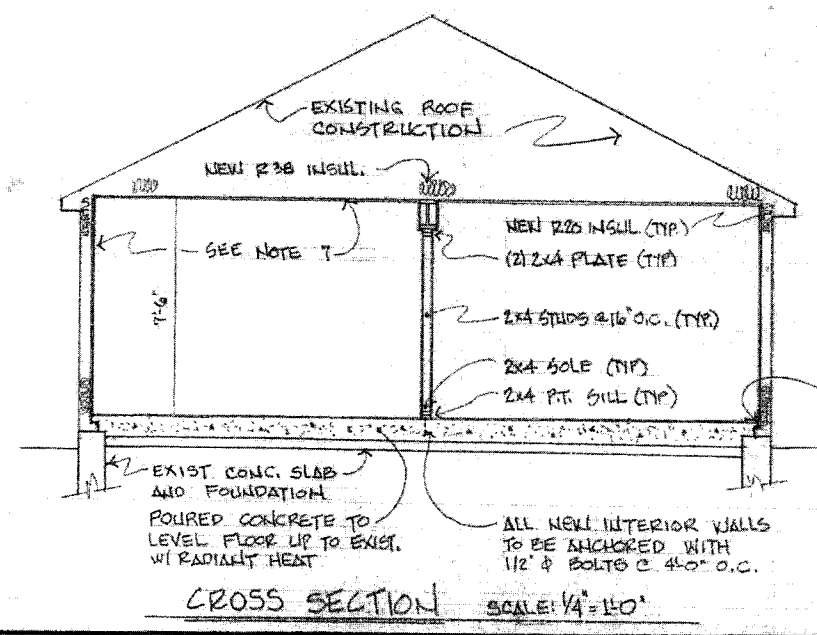 EXISTING ROOF
CONSTRUCTION
NEW R38 INSUL.
SEE NOTE 7
7'-6"
NEW R20 INSUL (TYP.)
(2) 2x4 PLATE (TYP)
2x4 STUDS @ 16" O.C. (TYP.)
2x4 SOLE (TYP)
2x4 P.T. SILL (TYP)
EXIST CONC. SLAB
AND FOUNDATION
POURED CONCRETE TO
LEVEL FLOOR UP TO EXIST.
W/ RADIANT HEAT
ALL NEW INTERIOR WALLS
TO BE ANCHORED WITH
1/2" ϕ BOLTS @ 4'-0" O.C.
CROSS SECTION SCALE: 1/4" = 1'-0"